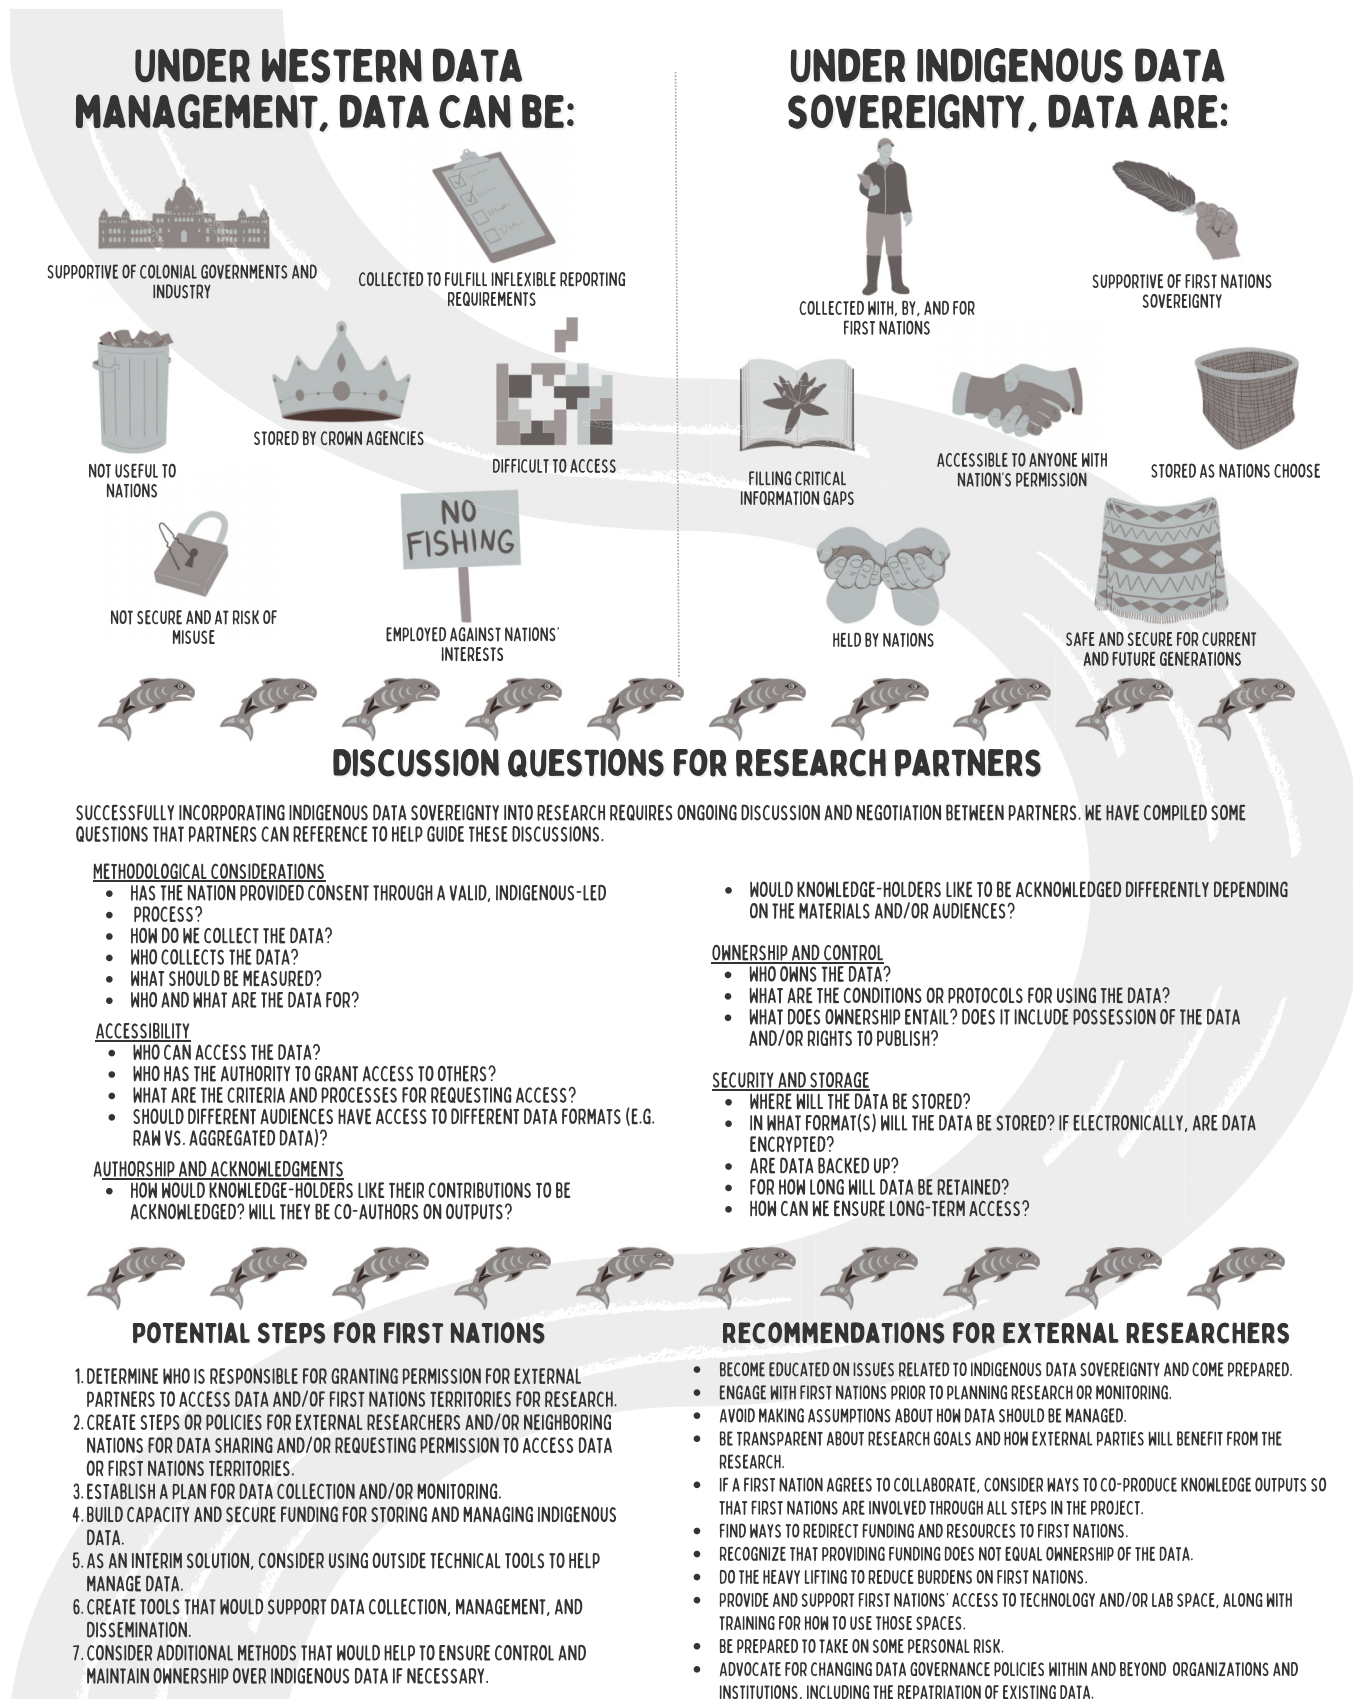 UNDER WESTERN DATA
MANAGEMENT, DATA CAN BE:
SUPPORTIVE OF COLONIAL GOVERNMENTS AND
INDUSTRY
COLLECTED TO FULFILL INFLEXIBLE REPORTING
REQUIREMENTS
NOT USEFUL TO
NATIONS
STORED BY CROWN AGENCIES
DIFFICULT TO ACCESS
NOT SECURE AND AT RISK OF
MISUSE
NO
FISHING
EMPLOYED AGAINST NATIONS'
INTERESTS
UNDER INDIGENOUS DATA
SOVEREIGNTY, DATA ARE:
COLLECTED WITH, BY, AND FOR
FIRST NATIONS
SUPPORTIVE OF FIRST NATIONS
SOVEREIGNTY
FILLING CRITICAL
INFORMATION GAPS
ACCESSIBLE TO ANYONE WITH
NATION'S PERMISSION
STORED AS NATIONS CHOOSE
HELD BY NATIONS
SAFE AND SECURE FOR CURRENT
AND FUTURE GENERATIONS
DISCUSSION QUESTIONS FOR RESEARCH PARTNERS
SUCCESSFULLY INCORPORATING INDIGENOUS DATA SOVEREIGNTY INTO RESEARCH REQUIRES ONGOING DISCUSSION AND NEGOTIATION BETWEEN PARTNERS. WE HAVE COMPILED SOME
QUESTIONS THAT PARTNERS CAN REFERENCE TO HELP GUIDE THESE DISCUSSIONS.
METHODOLOGICAL CONSIDERATIONS
• HAS THE NATION PROVIDED CONSENT THROUGH A VALID, INDIGENOUS-LED
• PROCESS?
• HOW DO WE COLLECT THE DATA?
• WHO COLLECTS THE DATA?
• WHAT SHOULD BE MEASURED?
• WHO AND WHAT ARE THE DATA FOR?
ACCESSIBILITY
• WHO CAN ACCESS THE DATA?
• WHO HAS THE AUTHORITY TO GRANT ACCESS TO OTHERS?
• WHAT ARE THE CRITERIA AND PROCESSES FOR REQUESTING ACCESS?
• SHOULD DIFFERENT AUDIENCES HAVE ACCESS TO DIFFERENT DATA FORMATS (E.G.
RAW VS. AGGREGATED DATA)?
AUTHORSHIP AND ACKNOWLEDGMENTS
• HOW WOULD KNOWLEDGE-HOLDERS LIKE THEIR CONTRIBUTIONS TO BE
ACKNOWLEDGED? WILL THEY BE CO-AUTHORS ON OUTPUTS?
• WOULD KNOWLEDGE-HOLDERS LIKE TO BE ACKNOWLEDGED DIFFERENTLY DEPENDING
ON THE MATERIALS AND/OR AUDIENCES?
OWNERSHIP AND CONTROL
• WHO OWNS THE DATA?
• WHAT ARE THE CONDITIONS OR PROTOCOLS FOR USING THE DATA?
• WHAT DOES OWNERSHIP ENTAIL? DOES IT INCLUDE POSSESSION OF THE DATA
AND/OR RIGHTS TO PUBLISH?
SECURITY AND STORAGE
• WHERE WILL THE DATA BE STORED?
• IN WHAT FORMAT(S) WILL THE DATA BE STORED? IF ELECTRONICALLY, ARE DATA
ENCRYPTED?
• ARE DATA BACKED UP?
• FOR HOW LONG WILL DATA BE RETAINED?
• HOW CAN WE ENSURE LONG-TERM ACCESS?
POTENTIAL STEPS FOR FIRST NATIONS
1. DETERMINE WHO IS RESPONSIBLE FOR GRANTING PERMISSION FOR EXTERNAL
PARTNERS TO ACCESS DATA AND/OF FIRST NATIONS TERRITORIES FOR RESEARCH.
2. CREATE STEPS OR POLICIES FOR EXTERNAL RESEARCHERS AND/OR NEIGHBORING
NATIONS FOR DATA SHARING AND/OR REQUESTING PERMISSION TO ACCESS DATA
OR FIRST NATIONS TERRITORIES.
3. ESTABLISH A PLAN FOR DATA COLLECTION AND/OR MONITORING.
4. BUILD CAPACITY AND SECURE FUNDING FOR STORING AND MANAGING INDIGENOUS
DATA.
5. AS AN INTERIM SOLUTION, CONSIDER USING OUTSIDE TECHNICAL TOOLS TO HELP
MANAGE DATA.
6. CREATE TOOLS THAT WOULD SUPPORT DATA COLLECTION, MANAGEMENT, AND
DISSEMINATION.
7. CONSIDER ADDITIONAL METHODS THAT WOULD HELP TO ENSURE CONTROL AND
MAINTAIN OWNERSHIP OVER INDIGENOUS DATA IF NECESSARY.
RECOMMENDATIONS FOR EXTERNAL RESEARCHERS
• BECOME EDUCATED ON ISSUES RELATED TO INDIGENOUS DATA SOVEREIGNTY AND COME PREPARED.
• ENGAGE WITH FIRST NATIONS PRIOR TO PLANNING RESEARCH OR MONITORING.
• AVOID MAKING ASSUMPTIONS ABOUT HOW DATA SHOULD BE MANAGED.
• BE TRANSPARENT ABOUT RESEARCH GOALS AND HOW EXTERNAL PARTIES WILL BENEFIT FROM THE
RESEARCH.
• IF A FIRST NATION AGREES TO COLLABORATE, CONSIDER WAYS TO CO-PRODUCE KNOWLEDGE OUTPUTS SO
THAT FIRST NATIONS ARE INVOLVED THROUGH ALL STEPS IN THE PROJECT.
• FIND WAYS TO REDIRECT FUNDING AND RESOURCES TO FIRST NATIONS.
• RECOGNIZE THAT PROVIDING FUNDING DOES NOT EQUAL OWNERSHIP OF THE DATA.
• DO THE HEAVY LIFTING TO REDUCE BURDENS ON FIRST NATIONS.
• PROVIDE AND SUPPORT FIRST NATIONS' ACCESS TO TECHNOLOGY AND/OR LAB SPACE, ALONG WITH
TRAINING FOR HOW TO USE THOSE SPACES.
• BE PREPARED TO TAKE ON SOME PERSONAL RISK.
• ADVOCATE FOR CHANGING DATA GOVERNANCE POLICIES WITHIN AND BEYOND ORGANIZATIONS AND
INSTITUTIONS, INCLUDING THE REPATRIATION OF EXISTING DATA.